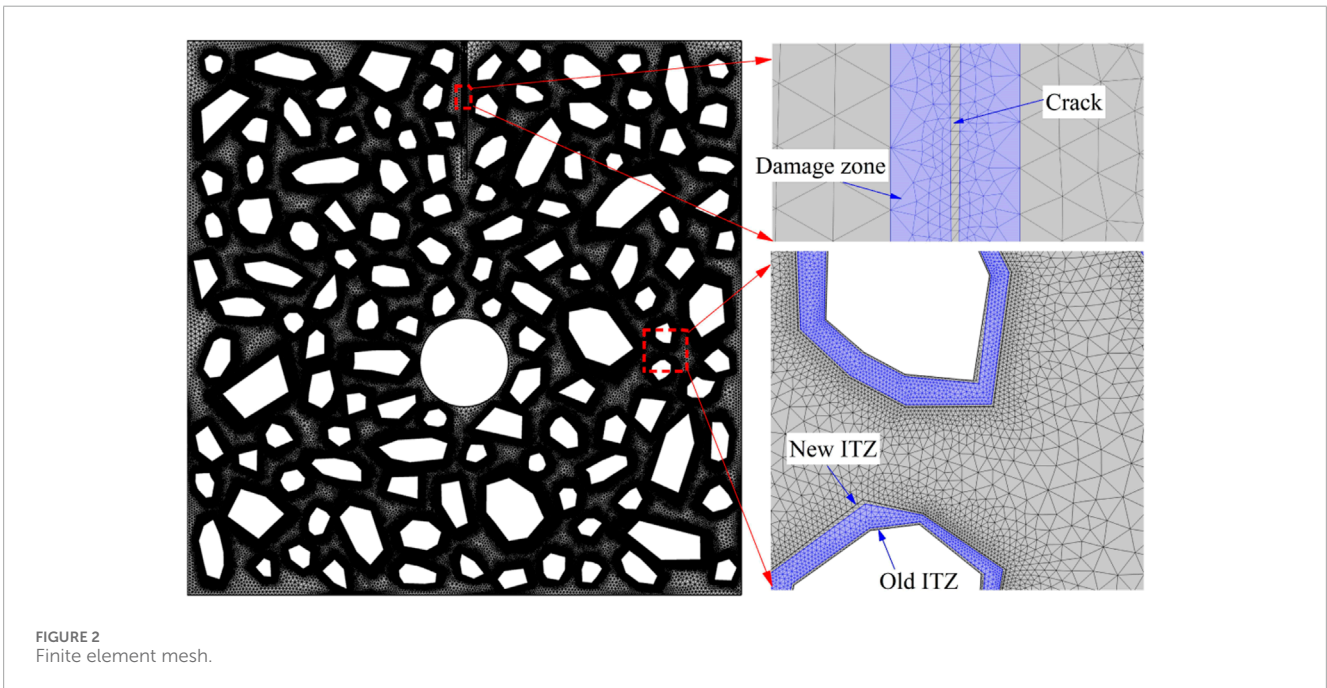 Crack
Damage zone
New ITZ
Old ITZ
FIGURE 2
Finite element mesh.